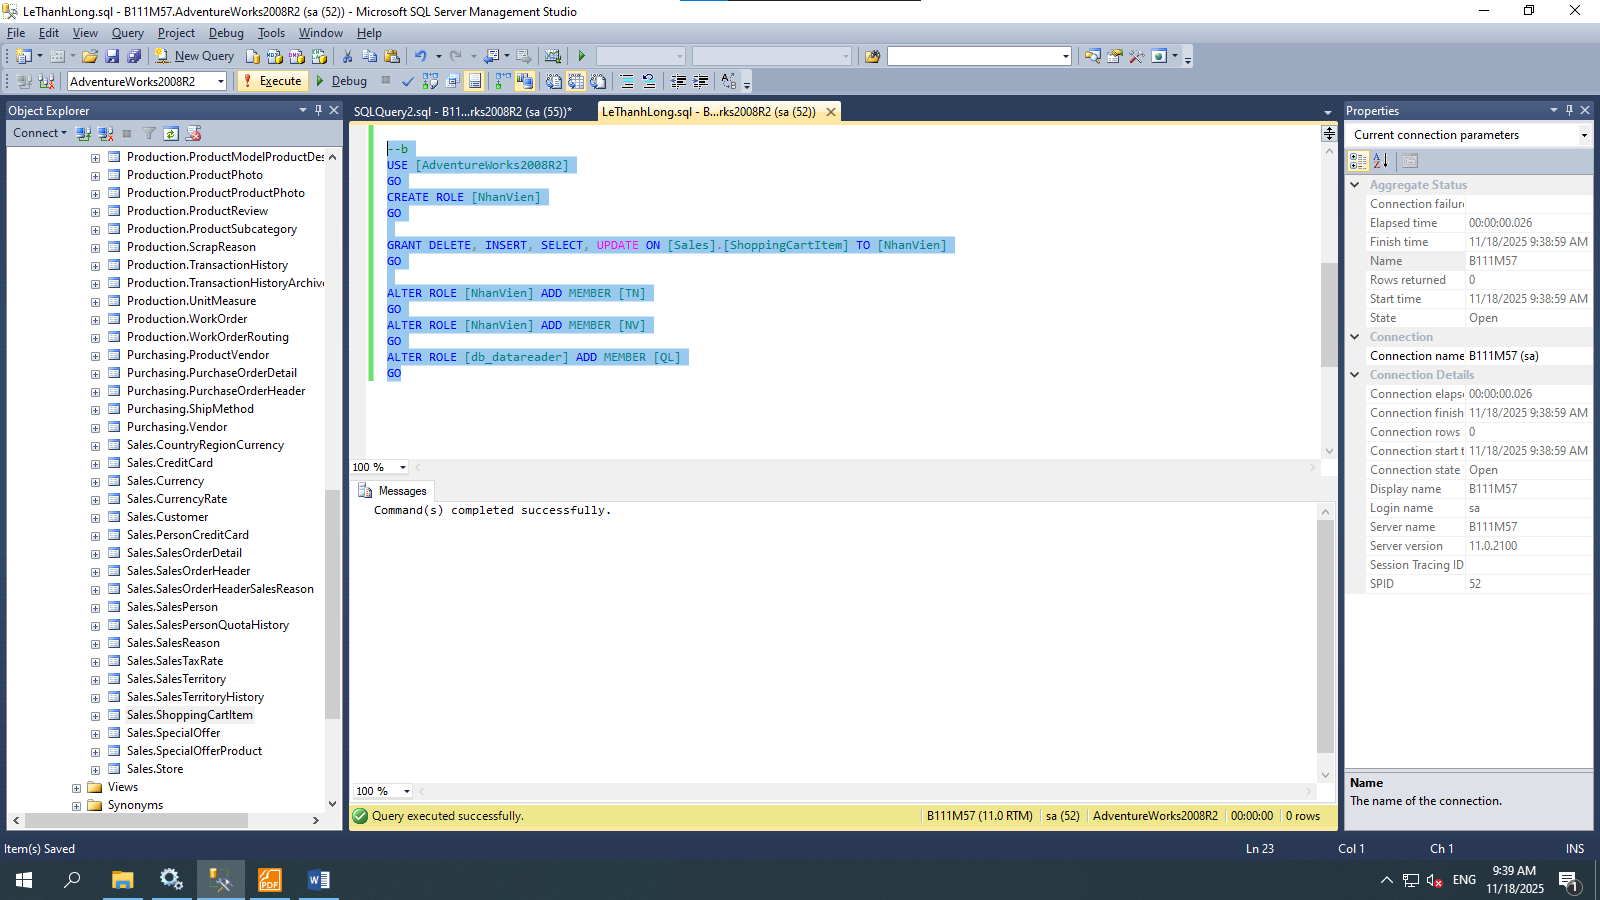 LeThanhLong.sql - B111M57.AdventureWorks2008R2 (sa (52)) - Microsoft SQL Server Management Studio
File Edit View Query Project Debug Tools Window Help
New Query
AdventureWorks2008R2 Execute Debug
Object Explorer
Connect
Production.ProductModelProductDes
Production.ProductPhoto
Production.ProductProductPhoto
Production.ProductReview
Production.ProductSubcategory
Production.ScrapReason
Production.TransactionHistory
Production.TransactionHistoryArchive
Production.UnitMeasure
Production.WorkOrder
Production.WorkOrderRouting
Purchasing.ProductVendor
Purchasing.PurchaseOrderDetail
Purchasing.PurchaseOrderHeader
Purchasing.ShipMethod
Purchasing.Vendor
Sales.CountryRegionCurrency
Sales.CreditCard
Sales.Currency
Sales.CurrencyRate
Sales.Customer
Sales.PersonCreditCard
Sales.SalesOrderDetail
Sales.SalesOrderHeader
Sales.SalesOrderHeaderSalesReason
Sales.SalesPerson
Sales.SalesPersonQuotaHistory
Sales.SalesReason
Sales.SalesTaxRate
Sales.SalesTerritory
Sales.SalesTerritoryHistory
Sales.ShoppingCartItem
Sales.SpecialOffer
Sales.SpecialOfferProduct
Sales.Store
Views
Synonyms
SQLQuery2.sql - B11...rks2008R2 (sa (55))*
LeThanhLong.sql - B...rks2008R2 (sa (52))
--b
USE [AdventureWorks2008R2]
GO
CREATE ROLE [NhanVien]
GO
GRANT DELETE, INSERT, SELECT, UPDATE ON [Sales].[ShoppingCartItem] TO [NhanVien]
GO
ALTER ROLE [NhanVien] ADD MEMBER [TN]
GO
ALTER ROLE [NhanVien] ADD MEMBER [NV]
GO
ALTER ROLE [db_datareader] ADD MEMBER [QL]
GO
100 %
Messages
Command(s) completed successfully.
100 %
Query executed successfully. B111M57 (11.0 RTM) sa (52) AdventureWorks2008R2 00:00:00 0 rows
Properties
Current connection parameters
Aggregate Status
Connection failure
Elapsed time 00:00:00.026
Finish time 11/18/2025 9:38:59 AM
Name B111M57
Rows returned 0
Start time 11/18/2025 9:38:59 AM
State Open
Connection
Connection name B111M57 (sa)
Connection Details
Connection elapse 00:00:00.026
Connection finish 11/18/2025 9:38:59 AM
Connection rows 0
Connection start t 11/18/2025 9:38:59 AM
Connection state Open
Display name B111M57
Login name sa
Server name B111M57
Server version 11.0.2100
Session Tracing ID
SPID 52
Name
The name of the connection.
Item(s) Saved Ln 23 Col 1 Ch 1 INS
PDF ENG 9:39 AM
11/18/2025 1